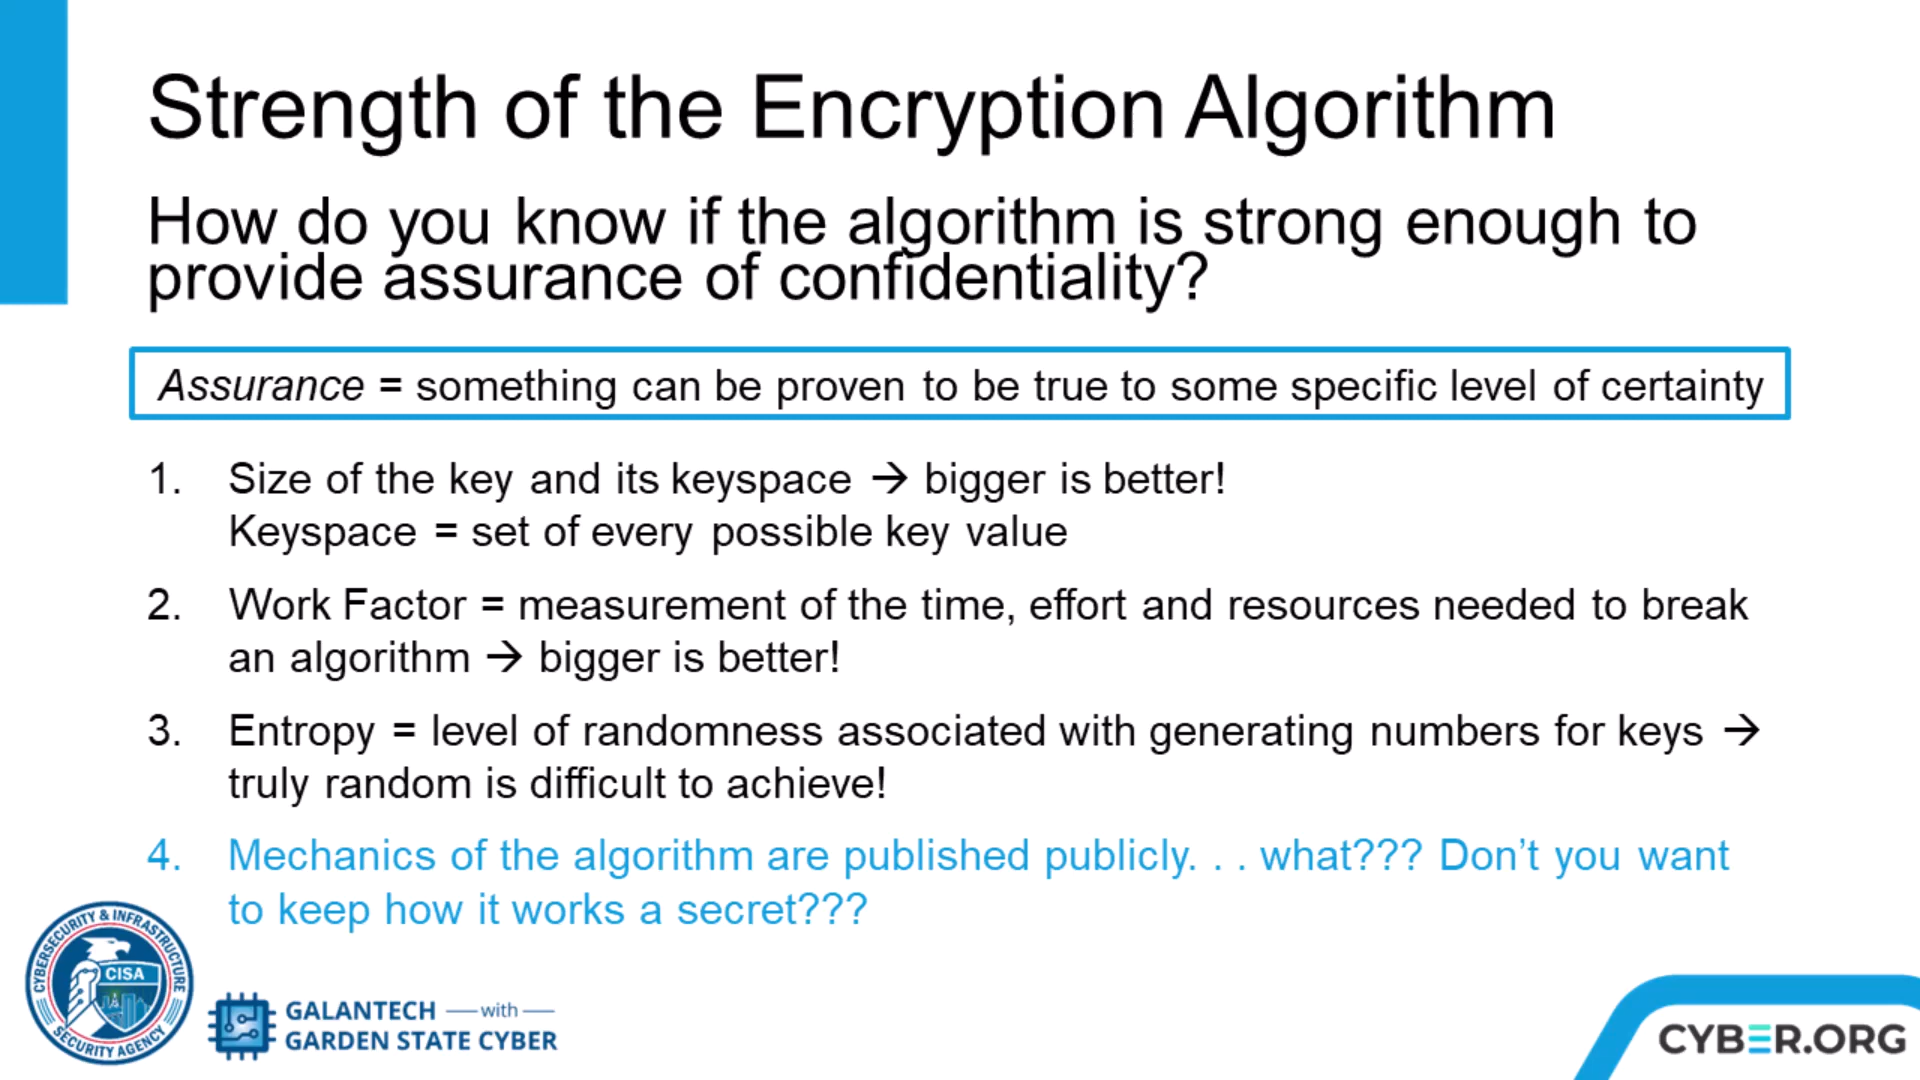 Strength of the Encryption Algorithm
How do you know if the algorithm is strong enough to
provide assurance of confidentiality?
Assurance = something can be proven to be true to some specific level of certainty
1. Size of the key and its keyspace → bigger is better!
Keyspace = set of every possible key value
2. Work Factor = measurement of the time, effort and resources needed to break
an algorithm → bigger is better!
3. Entropy = level of randomness associated with generating numbers for keys →
truly random is difficult to achieve!
4. Mechanics of the algorithm are published publicly. . . what??? Don’t you want
to keep how it works a secret???
CYBERSECURITY & INFRASTRUCTURE
CISA
SECURITY AGENCY
GALANTECH — with —
GARDEN STATE CYBER
CYBER.ORG